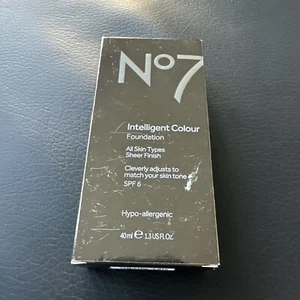 No7
Intelligent Colour
Foundation
All Skin Types
Sheer Finish
Cleverly adjusts to
match your skin tone
SPF 6
Hypo-allergenic
40ml e 1.3 US Fl.Oz.